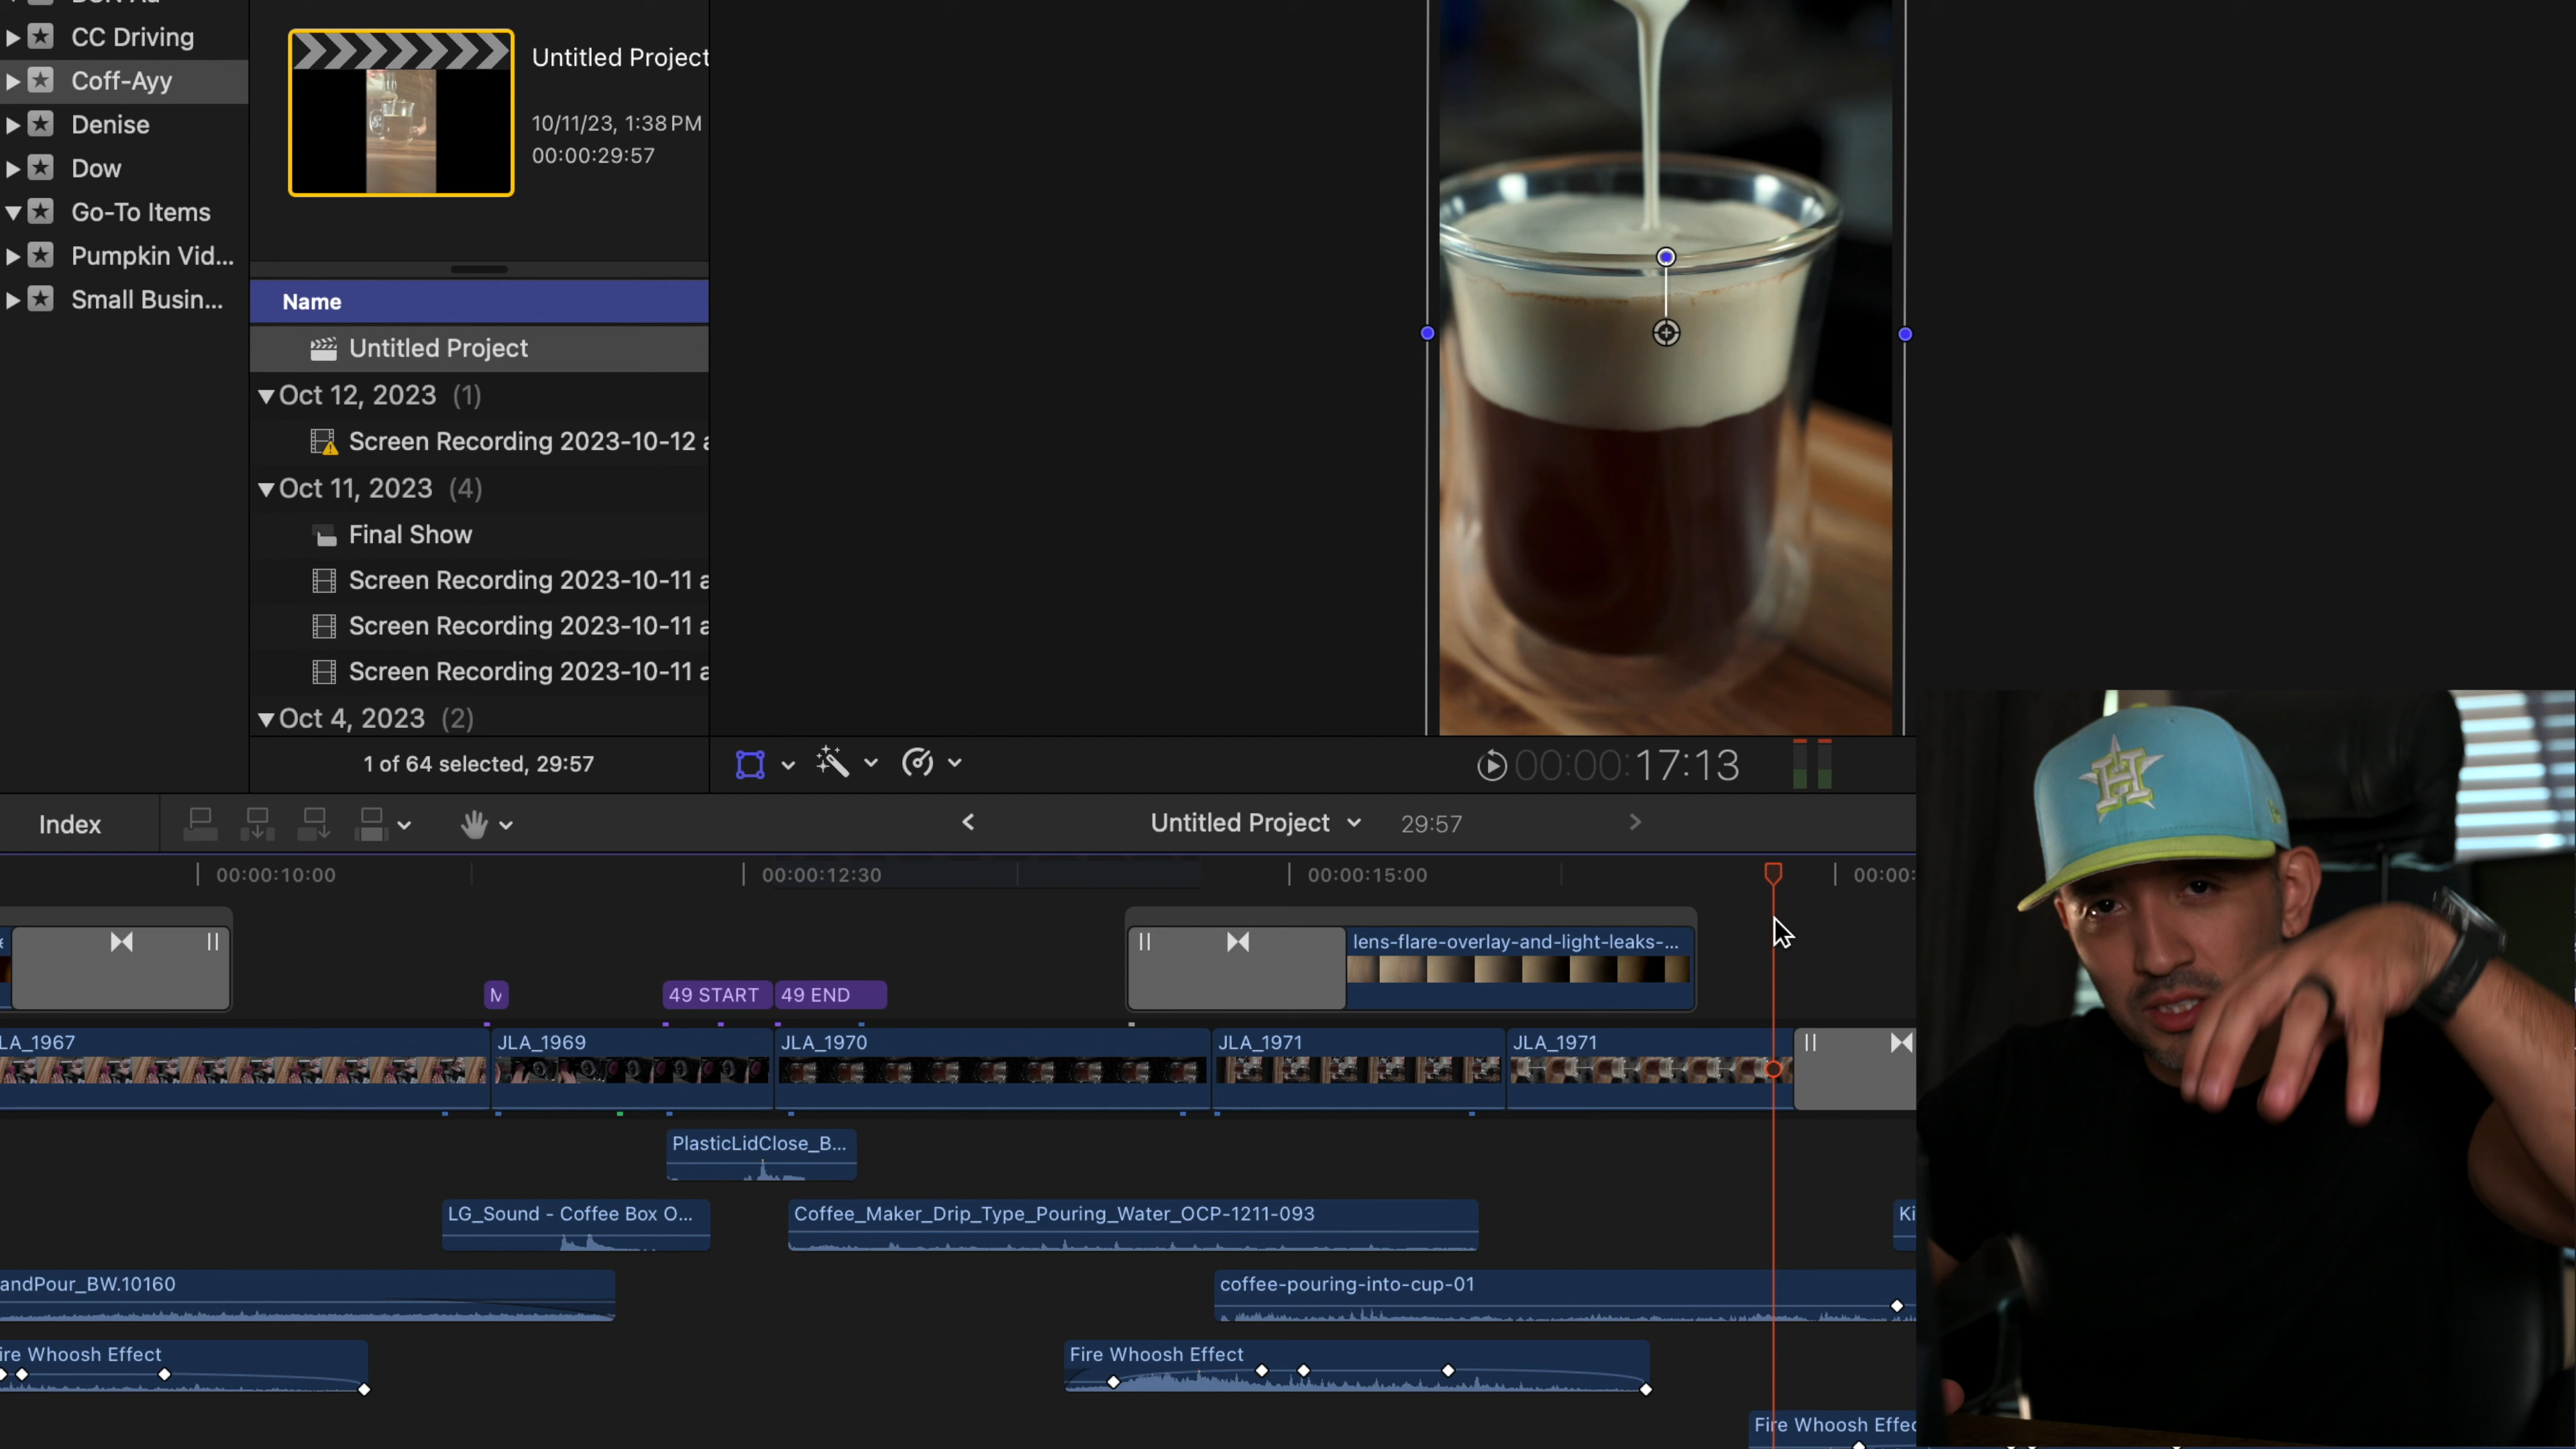 CC Driving
Coff-Ayy
Denise
Dow
Go-To Items
Pumpkin Vid...
Small Busin...
Untitled Project
10/11/23, 1:38 PM
00:00:29:57
Name
Untitled Project
Oct 12, 2023 (1)
Screen Recording 2023-10-12 a
Oct 11, 2023 (4)
Final Show
Screen Recording 2023-10-11 a
Screen Recording 2023-10-11 a
Screen Recording 2023-10-11 a
Oct 4, 2023 (2)
1 of 64 selected, 29:57
00:00:17:13
Index
Untitled Project
29:57
00:00:10:00
00:00:12:30
00:00:15:00
00:00:
lens-flare-overlay-and-light-leaks-...
M
49 START
49 END
LA_1967
JLA_1969
JLA_1970
JLA_1971
JLA_1971
PlasticLidClose_B...
LG_Sound - Coffee Box O...
Coffee_Maker_Drip_Type_Pouring_Water_OCP-1211-093
Ki
andPour_BW.10160
coffee-pouring-into-cup-01
ire Whoosh Effect
Fire Whoosh Effect
Fire Whoosh Effec
H